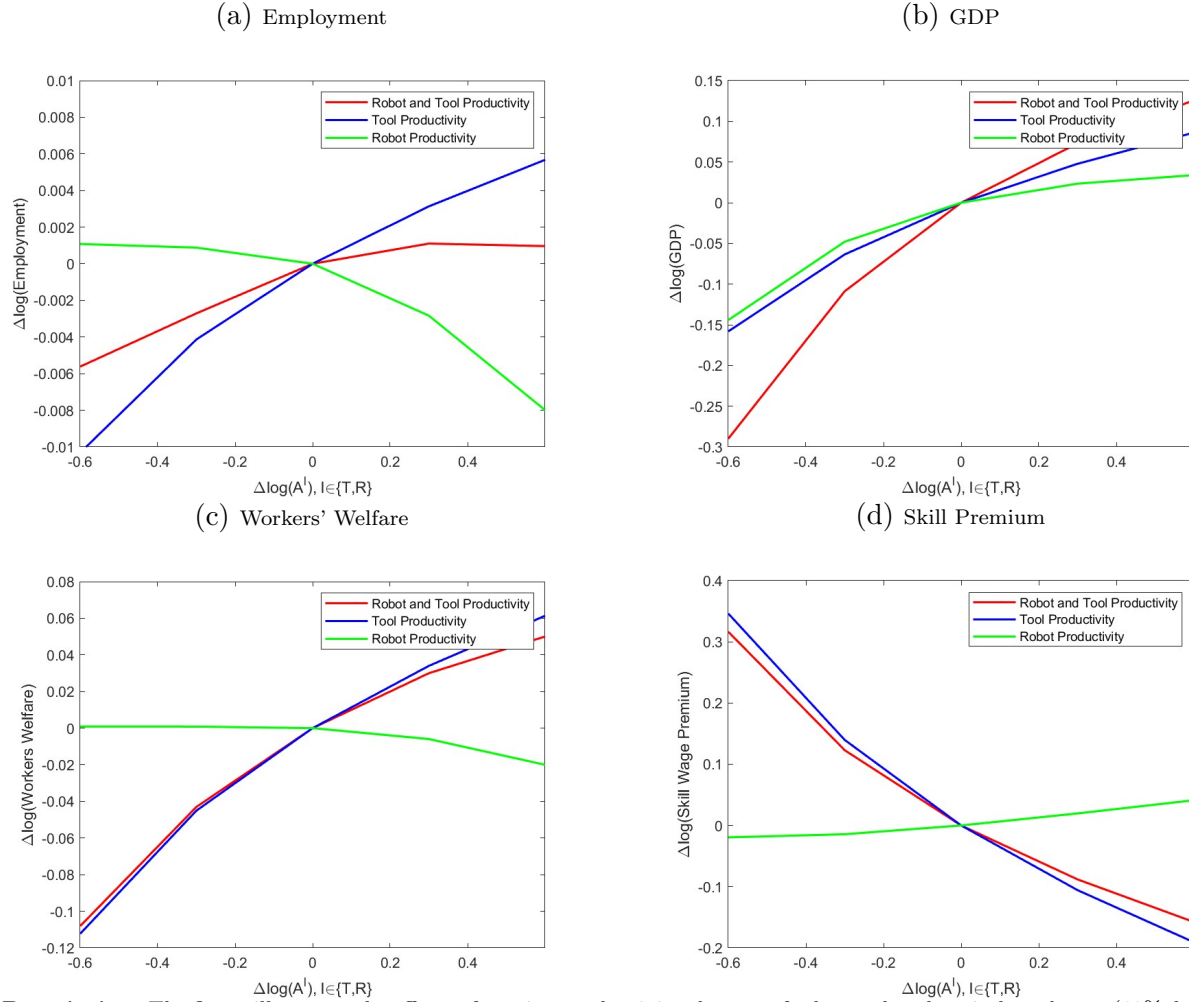 (a) Employment
0.01
0.008
0.006
0.004
0.002
0
-0.002
-0.004
-0.006
-0.008
-0.01
Δlog(Employment)
Robot and Tool Productivity
Tool Productivity
Robot Productivity
-0.6 -0.4 -0.2 0 0.2 0.4
Δlog(A^I), I∈{T,R}
(b) GDP
0.15
0.1
0.05
0
-0.05
-0.1
-0.15
-0.2
-0.25
-0.3
Δlog(GDP)
Robot and Tool Productivity
Tool Productivity
Robot Productivity
-0.6 -0.4 -0.2 0 0.2 0.4
Δlog(A^I), I∈{T,R}
(c) Workers' Welfare
0.08
0.06
0.04
0.02
0
-0.02
-0.04
-0.06
-0.08
-0.1
-0.12
Δlog(Workers Welfare)
Robot and Tool Productivity
Tool Productivity
Robot Productivity
-0.6 -0.4 -0.2 0 0.2 0.4
Δlog(A^I), I∈{T,R}
(d) Skill Premium
0.4
0.3
0.2
0.1
0
-0.1
-0.2
Δlog(Skill Wage Premium)
Robot and Tool Productivity
Tool Productivity
Robot Productivity
-0.6 -0.4 -0.2 0 0.2 0.4
Δlog(A^I), I∈{T,R}